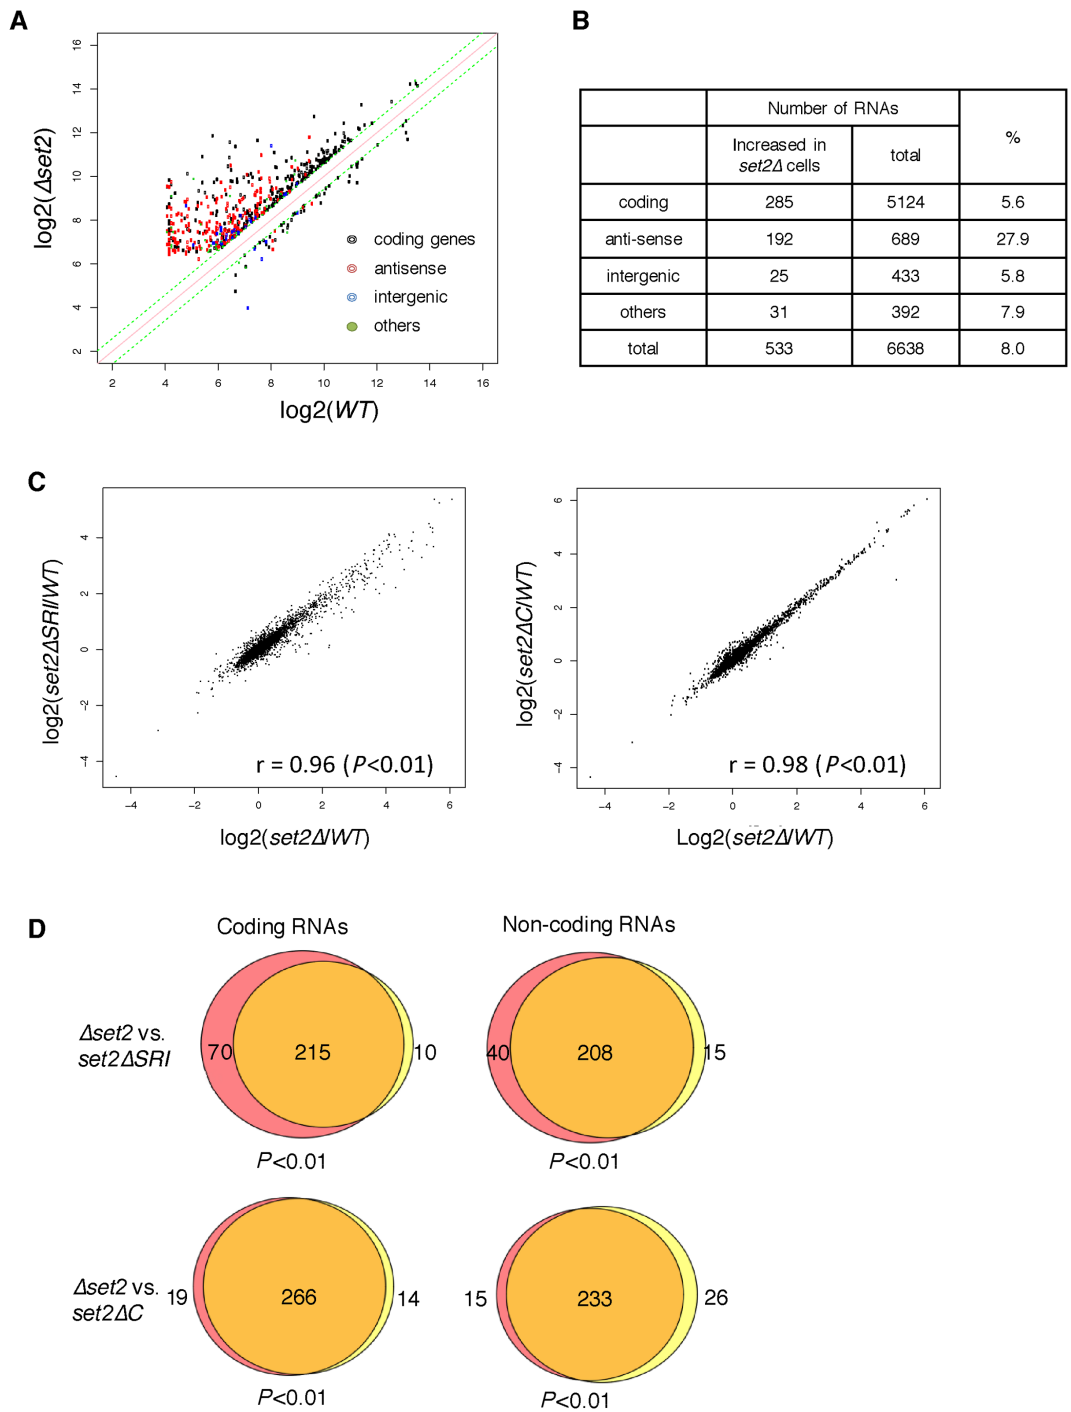 A
16
14
12
10
8
6
4
2
log2(Δset2)
coding genes
antisense
intergenic
others
2 4 6 8 10 12 14 16
log2(WT)
B
Number of RNAs
%
Increased in set2Δ cells
total
coding 285 5124 5.6
anti-sense 192 689 27.9
intergenic 25 433 5.8
others 31 392 7.9
total 533 6638 8.0
C
4
2
0
−2
−4
log2(set2ΔSRI/WT)
r = 0.96 (P<0.01)
−4 −2 0 2 4 6
log2(set2Δ/WT)
6
4
2
0
−2
−4
log2(set2ΔC/WT)
r = 0.98 (P<0.01)
−4 −2 0 2 4 6
Log2(set2Δ/WT)
D
Coding RNAs
Non-coding RNAs
Δset2 vs.
set2ΔSRI
70 215 10
40 208 15
P<0.01
P<0.01
Δset2 vs.
set2ΔC
19 266 14
15 233 26
P<0.01
P<0.01